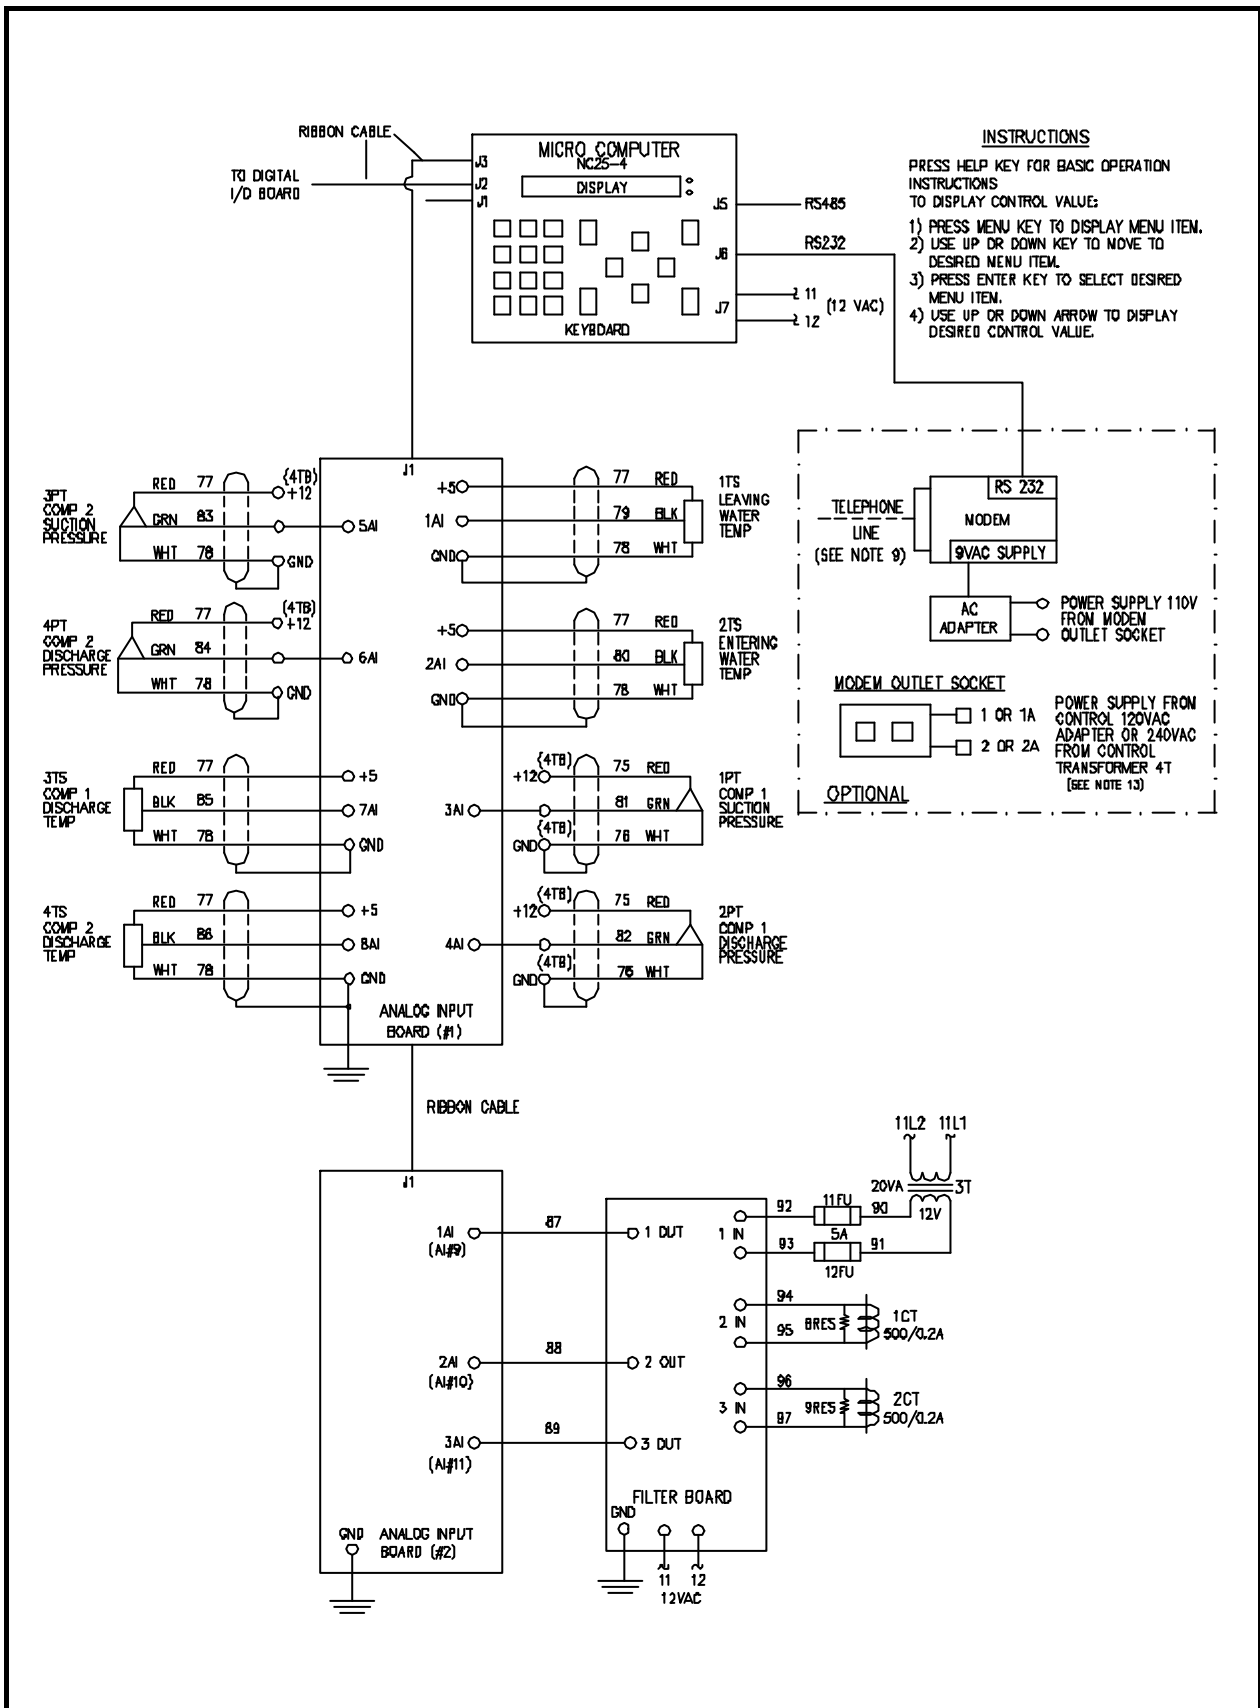 RIBBON CABLE
TO DIGITAL
I/O BOARD
J3
J2
J1
MICRO COMPUTER
NC25-4
DISPLAY
KEYBOARD
J5
J6
J7
RS485
RS232
11
(12 VAC)
12
INSTRUCTIONS
PRESS HELP KEY FOR BASIC OPERATION
INSTRUCTIONS
TO DISPLAY CONTROL VALUE:
1) PRESS MENU KEY TO DISPLAY MENU ITEM.
2) USE UP OR DOWN KEY TO MOVE TO
DESIRED MENU ITEM.
3) PRESS ENTER KEY TO SELECT DESIRED
MENU ITEM.
4) USE UP OR DOWN ARROW TO DISPLAY
DESIRED CONTROL VALUE.
J1
3PT
COMP 2
SUCTION
PRESSURE
RED 77 (4TB)
+12
GRN 83 5AI
WHT 78 GND
4PT
COMP 2
DISCHARGE
PRESSURE
RED 77 (4TB)
+12
GRN 84 6AI
WHT 78 GND
3TS
COMP 1
DISCHARGE
TEMP
RED 77 +5
BLK 85 7AI
WHT 78 GND
4TS
COMP 2
DISCHARGE
TEMP
RED 77 +5
BLK 86 8AI
WHT 78 GND
+5 77 RED
1AI 79 BLK
GND 78 WHT
1TS
LEAVING
WATER
TEMP
+5 77 RED
2AI 80 BLK
GND 78 WHT
2TS
ENTERING
WATER
TEMP
(4TB)
+12 75 RED
3AI 81 GRN
(4TB)
GND 76 WHT
1PT
COMP 1
SUCTION
PRESSURE
(4TB)
+12 75 RED
4AI 82 GRN
(4TB)
GND 76 WHT
2PT
COMP 1
DISCHARGE
PRESSURE
ANALOG INPUT
BOARD (#1)
RIBBON CABLE
TELEPHONE
LINE
(SEE NOTE 9)
RS 232
MODEM
9VAC SUPPLY
AC
ADAPTER
POWER SUPPLY 110V
FROM MODEM
OUTLET SOCKET
MODEM OUTLET SOCKET
1 OR 1A
2 OR 2A
POWER SUPPLY FROM
CONTROL 120VAC
ADAPTER OR 240VAC
FROM CONTROL
TRANSFORMER 4T
(SEE NOTE 13)
OPTIONAL
J1
1AI
(AI#9)
87
1 OUT
2AI
(AI#10)
88
2 OUT
3AI
(AI#11)
89
3 OUT
GND
ANALOG INPUT
BOARD (#2)
1 IN
2 IN
3 IN
FILTER BOARD
GND
11 12
12VAC
11L2 11L1
20VA 3T
12V
92 11FU 90
5A
93 91
12FU
94
8RES
95
1CT
500/0.2A
96
9RES
97
2CT
500/0.2A